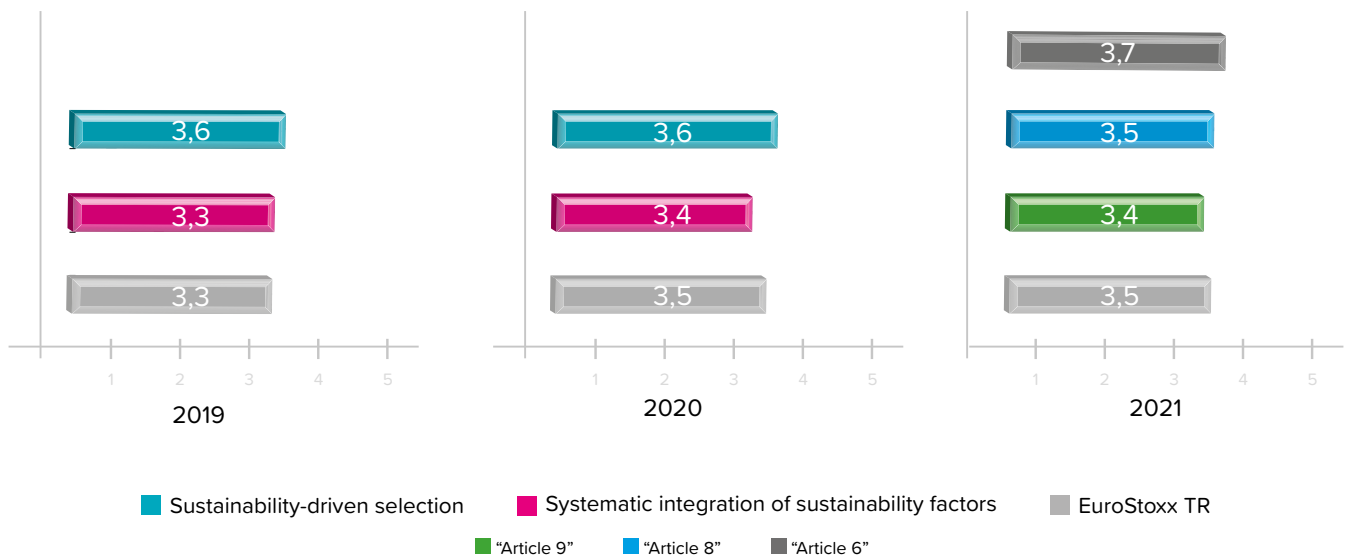 3,7
3,6
3,6
3,5
3,3
3,4
3,4
3,3
3,5
3,5
1 2 3 4 5
1 2 3 4 5
1 2 3 4 5
2019
2020
2021
Sustainability-driven selection
Systematic integration of sustainability factors
EuroStoxx TR
“Article 9”
“Article 8”
“Article 6”